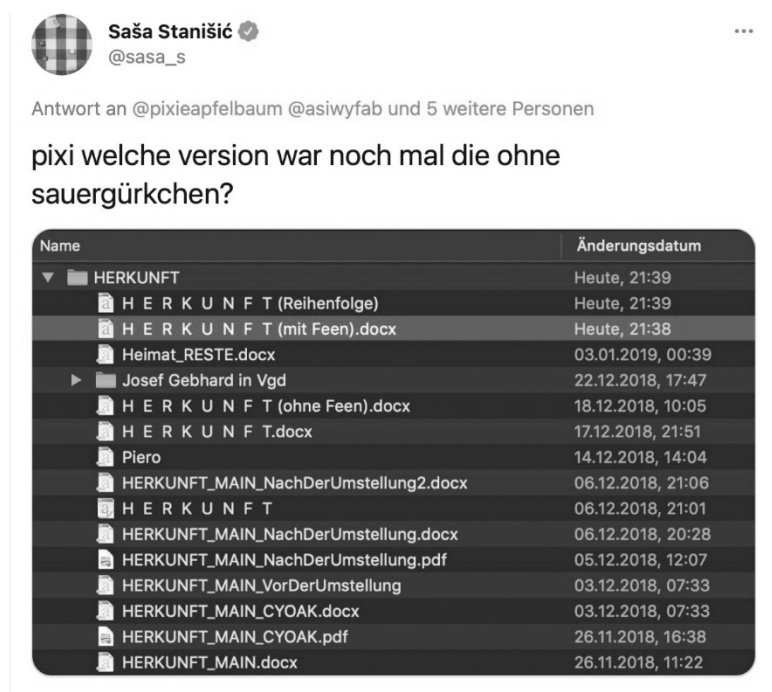 Saša Stanišić
@sasa_s
Antwort an @pixieapfelbaum @asiwyfab und 5 weitere Personen
pixi welche version war noch mal die ohne
sauergürkchen?
Name Änderungsdatum
HERKUNFT Heute, 21:39
H E R K U N F T (Reihenfolge) Heute, 21:39
H E R K U N F T (mit Feen).docx Heute, 21:38
Heimat_RESTE.docx 03.01.2019, 00:39
Josef Gebhard in Vgd 22.12.2018, 17:47
H E R K U N F T (ohne Feen).docx 18.12.2018, 10:05
H E R K U N F T.docx 17.12.2018, 21:51
Piero 14.12.2018, 14:04
HERKUNFT_MAIN_NachDerUmstellung2.docx 06.12.2018, 21:06
H E R K U N F T 06.12.2018, 21:01
HERKUNFT_MAIN_NachDerUmstellung.docx 06.12.2018, 20:28
HERKUNFT_MAIN_NachDerUmstellung.pdf 05.12.2018, 12:07
HERKUNFT_MAIN_VorDerUmstellung 03.12.2018, 07:33
HERKUNFT_MAIN_CYOAK.docx 03.12.2018, 07:33
HERKUNFT_MAIN_CYOAK.pdf 26.11.2018, 16:38
HERKUNFT_MAIN.docx 26.11.2018, 11:22